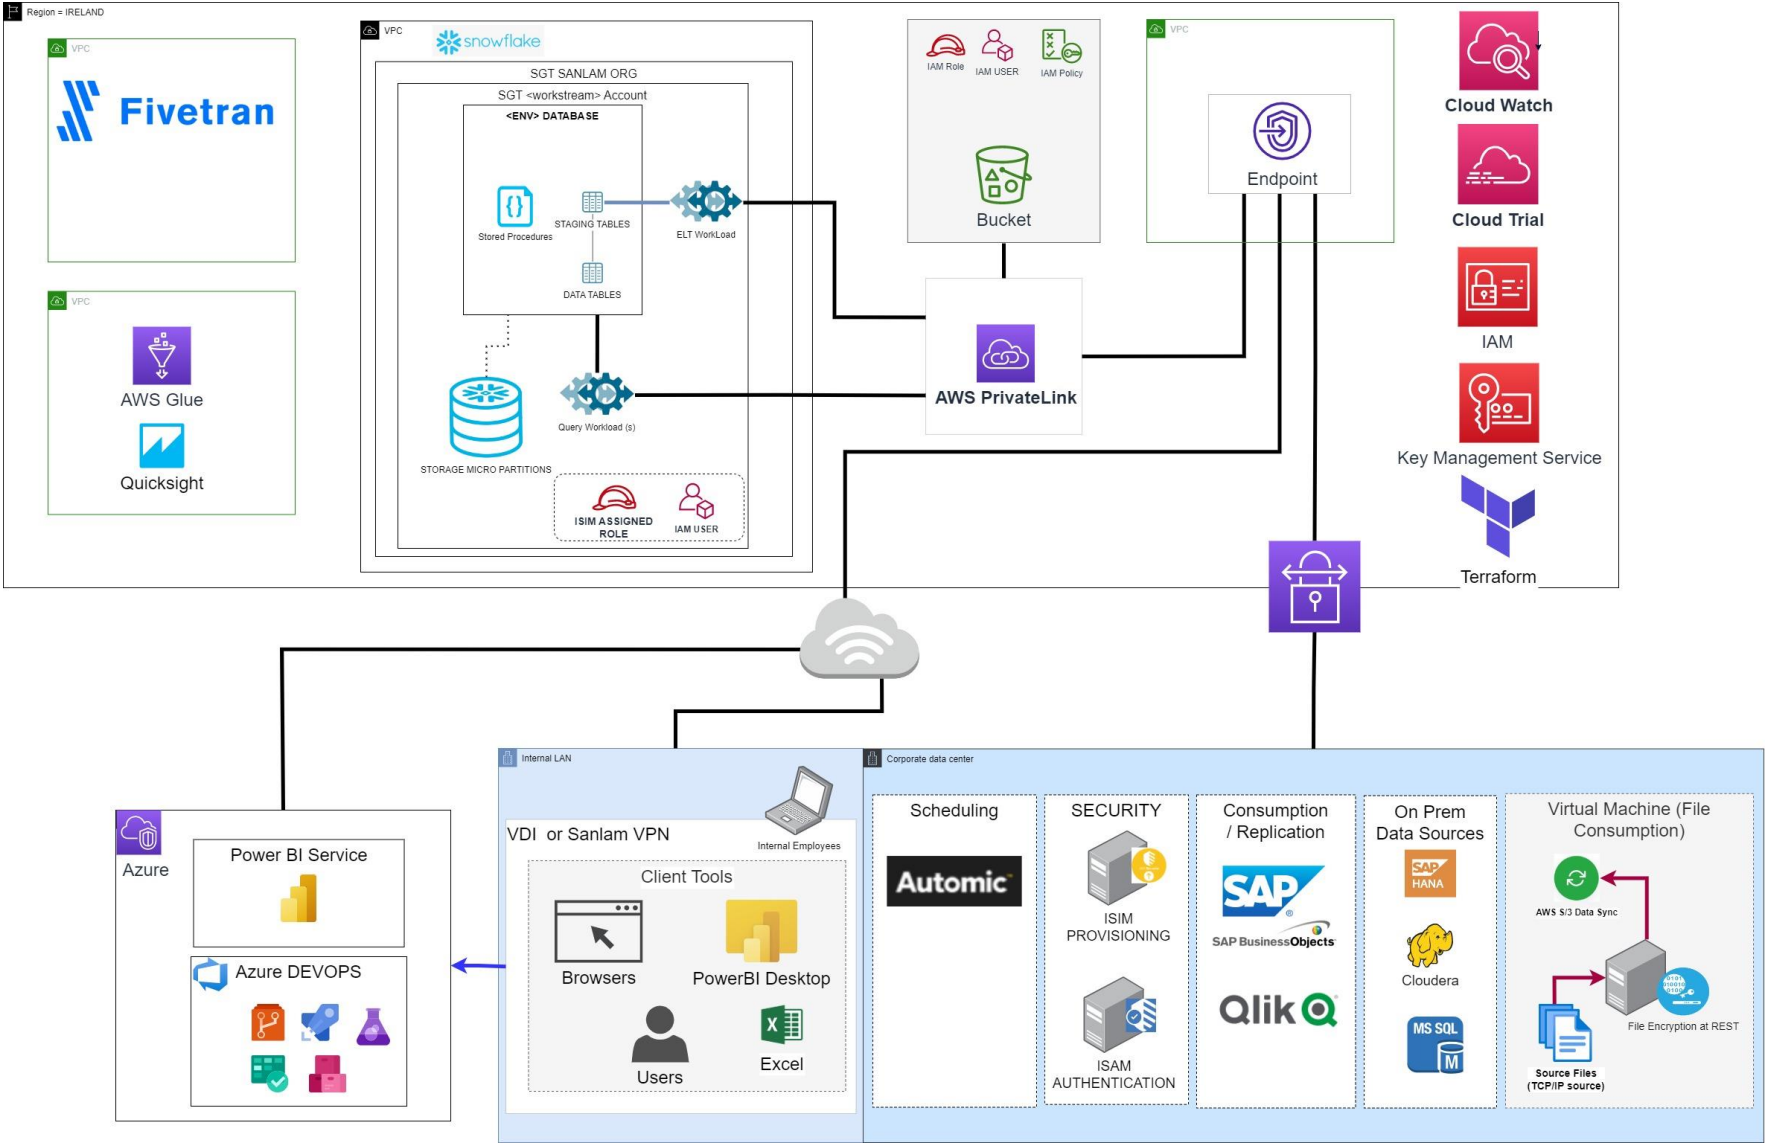 Region = IRELAND
VPC
Fivetran
VPC
AWS Glue
Quicksight
VPC
snowflake
SGT SANLAM ORG
SGT <workstream> Account
<ENV> DATABASE
Stored Procedures
STAGING TABLES
DATA TABLES
ELT WorkLoad
Query Workload (s)
STORAGE MICRO PARTITIONS
ISIM ASSIGNED
ROLE
IAM USER
IAM Role
IAM USER
IAM Policy
Bucket
AWS PrivateLink
VPC
Endpoint
Cloud Watch
Cloud Trial
IAM
Key Management Service
Terraform
Azure
Power BI Service
Azure DEVOPS
Internal LAN
Internal Employees
VDI or Sanlam VPN
Client Tools
Browsers
PowerBI Desktop
Users
Excel
Corporate data center
Scheduling
Automic
SECURITY
ISIM
PROVISIONING
ISAM
AUTHENTICATION
Consumption
/ Replication
SAP
SAP BusinessObjects
Qlik
On Prem
Data Sources
SAP
HANA
Cloudera
MS SQL
M
Virtual Machine (File
Consumption)
AWS S/3 Data Sync
File Encryption at REST
Source Files
(TCP/IP source)